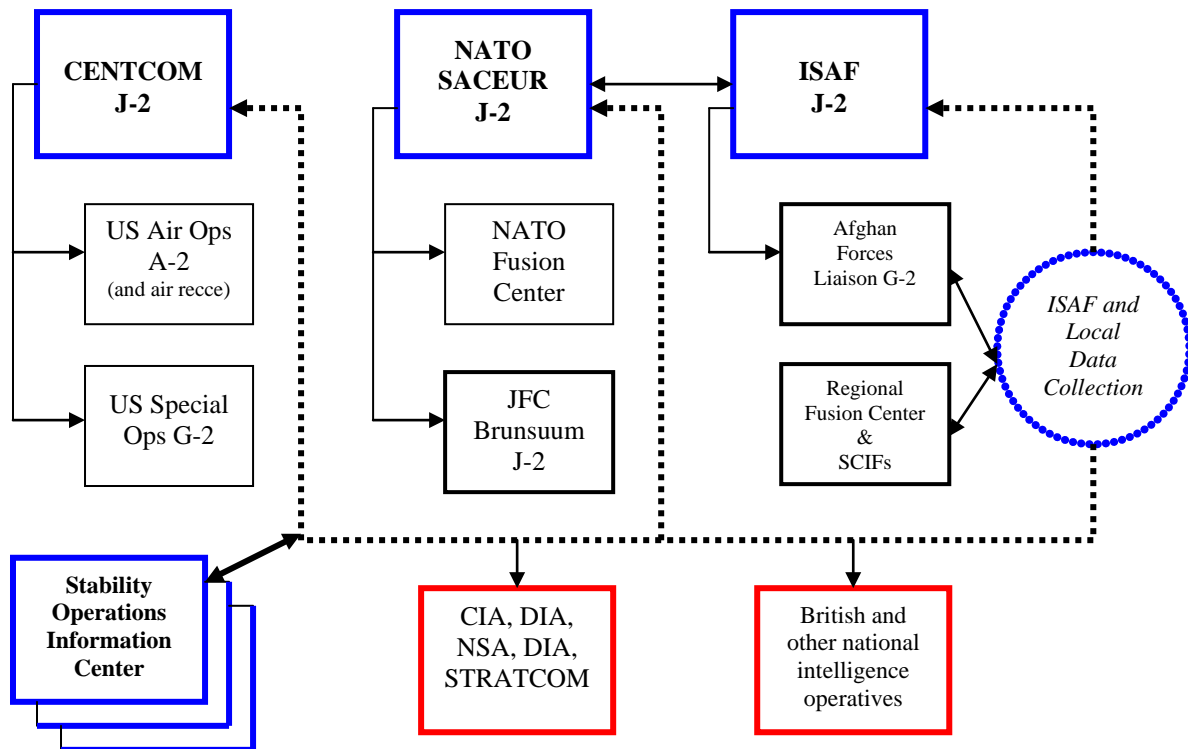 CENTCOM
J-2
NATO
SACEUR
J-2
ISAF
J-2
US Air Ops
A-2
(and air recce)
NATO
Fusion
Center
Afghan
Forces
Liaison G-2
ISAF and
Local
Data
Collection
US Special
Ops G-2
JFC
Brunsuum
J-2
Regional
Fusion Center
&
SCIFs
Stability
Operations
Information
Center
CIA, DIA,
NSA, DIA,
STRATCOM
British and
other national
intelligence
operatives